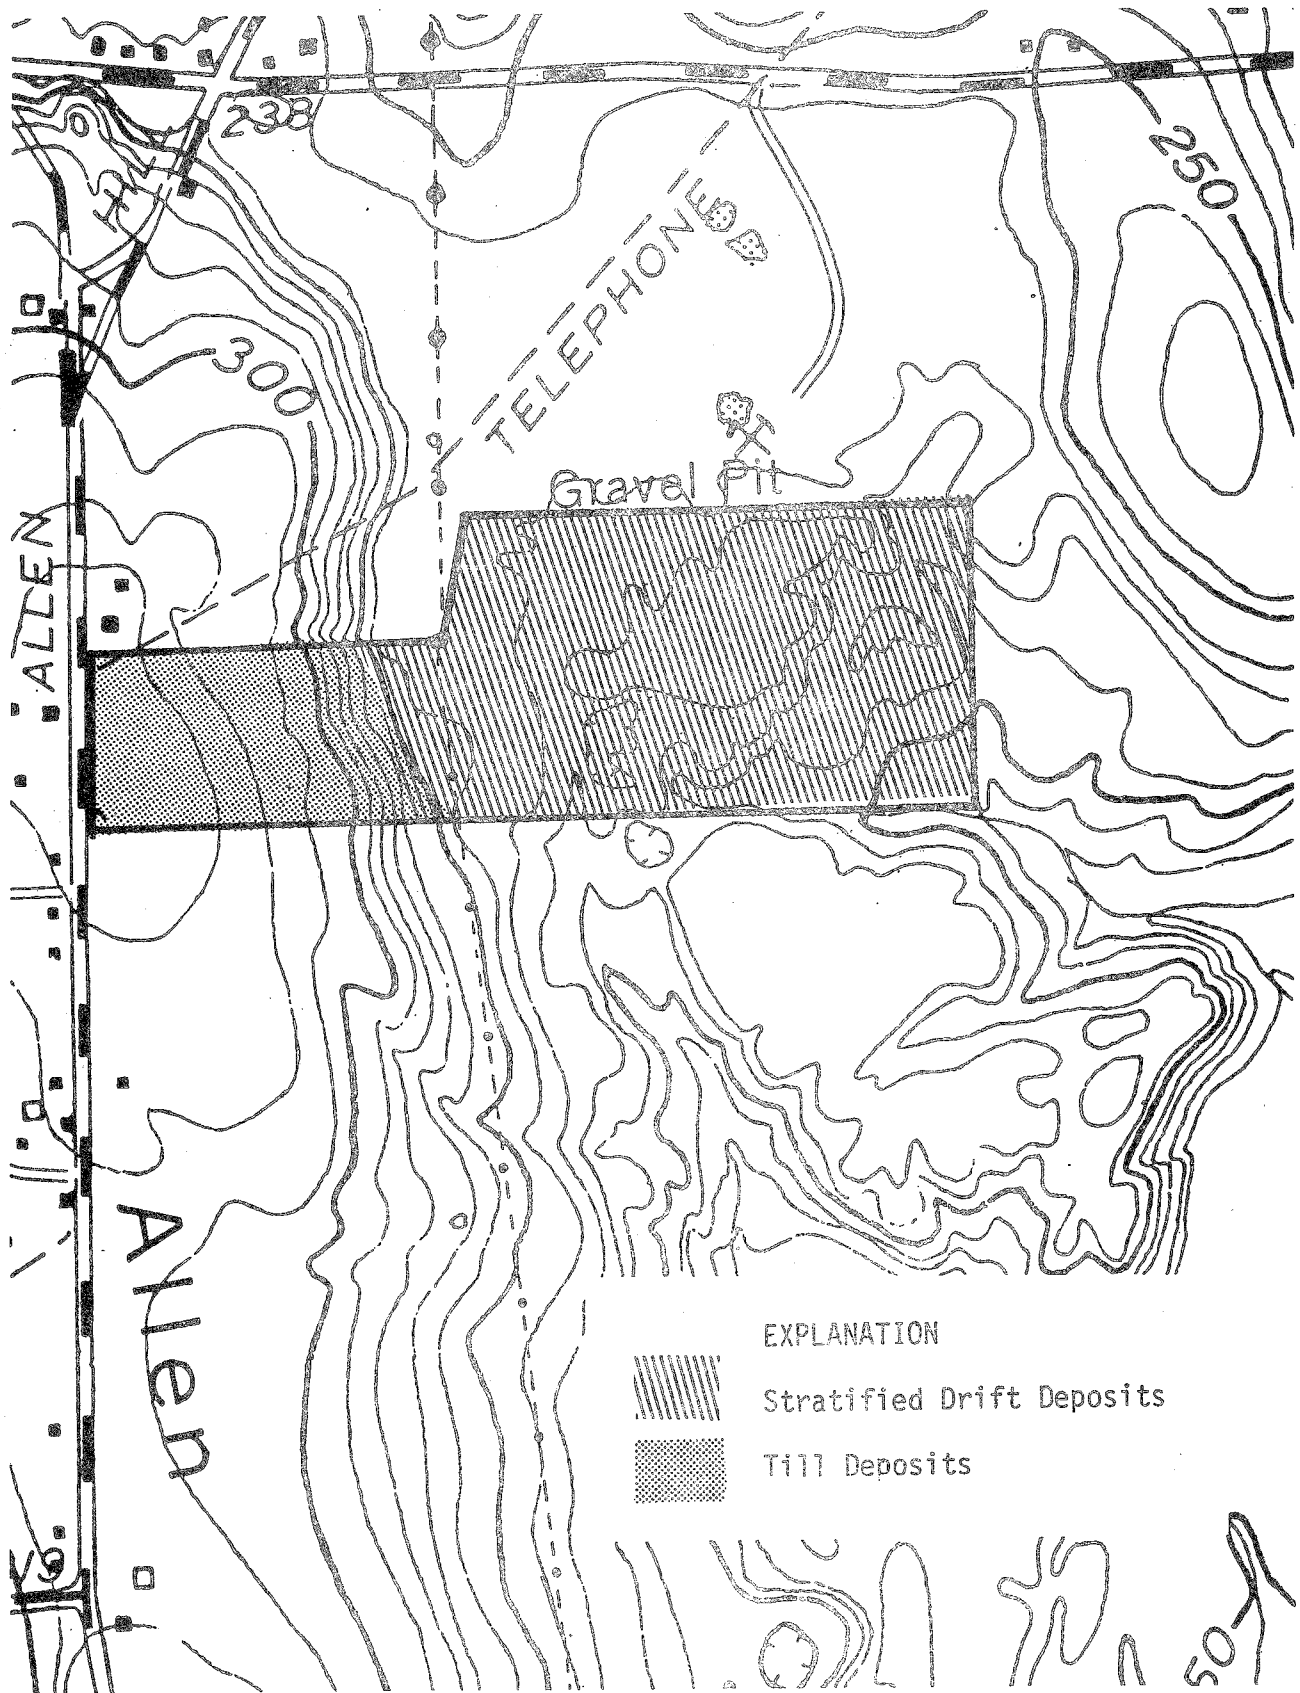 238
250
TELEPHONE
300
Gravel Pit
ALLEN
Allen
EXPLANATION
Stratified Drift Deposits
Till Deposits
50